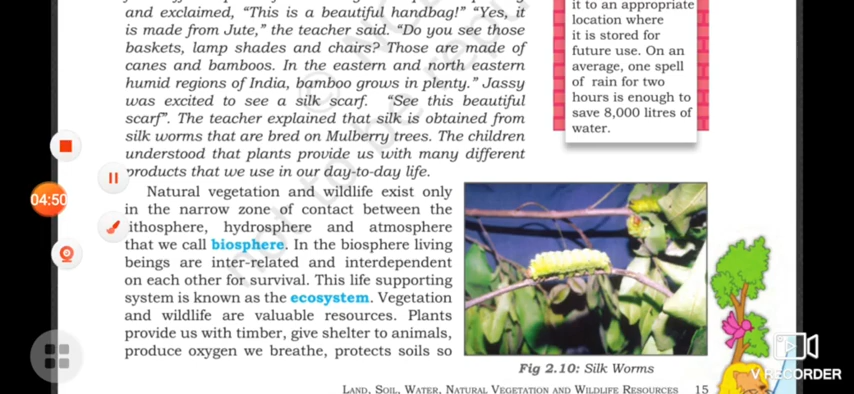 and exclaimed, “This is a beautiful handbag!” “Yes, it
is made from Jute,” the teacher said. “Do you see those
baskets, lamp shades and chairs? Those are made of
canes and bamboos. In the eastern and north eastern
humid regions of India, bamboo grows in plenty.” Jassy
was excited to see a silk scarf. “See this beautiful
scarf”. The teacher explained that silk is obtained from
silk worms that are bred on Mulberry trees. The children
understood that plants provide us with many different
products that we use in our day-to-day life.
it to an appropriate
location where
it is stored for
future use. On an
average, one spell
of rain for two
hours is enough to
save 8,000 litres of
water.
04:50
Natural vegetation and wildlife exist only
in the narrow zone of contact between the
ithosphere, hydrosphere and atmosphere
that we call biosphere. In the biosphere living
beings are inter-related and interdependent
on each other for survival. This life supporting
system is known as the ecosystem. Vegetation
and wildlife are valuable resources. Plants
provide us with timber, give shelter to animals,
produce oxygen we breathe, protects soils so
Fig 2.10: Silk Worms
LAND, SOIL, WATER, NATURAL VEGETATION AND WILDLIFE RESOURCES 15
V RECORDER
not to be